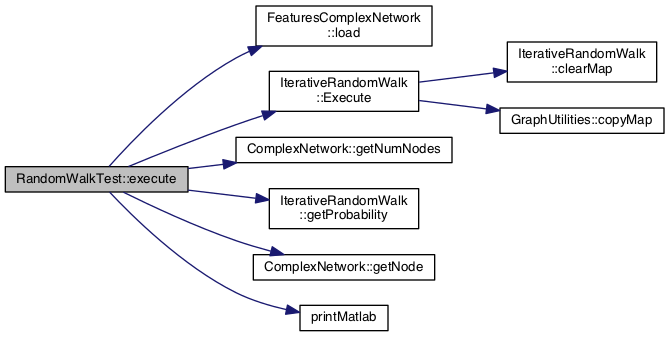 RandomWalkTest::execute
FeaturesComplexNetwork
::load
IterativeRandomWalk
::Execute
ComplexNetwork::getNumNodes
IterativeRandomWalk
::getProbability
ComplexNetwork::getNode
printMatlab
IterativeRandomWalk
::clearMap
GraphUtilities::copyMap